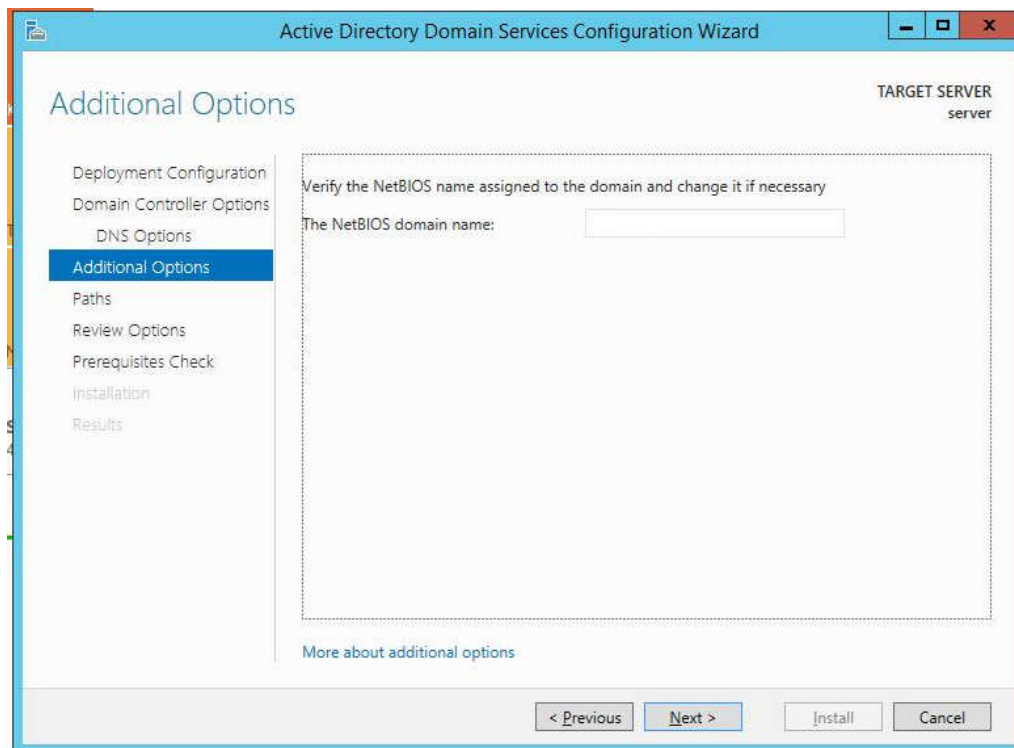 Active Directory Domain Services Configuration Wizard
Additional Options
TARGET SERVER
server
Deployment Configuration
Domain Controller Options
DNS Options
Additional Options
Paths
Review Options
Prerequisites Check
Installation
Results
Verify the NetBIOS name assigned to the domain and change it if necessary
The NetBIOS domain name:
More about additional options
< Previous
Next >
Install
Cancel